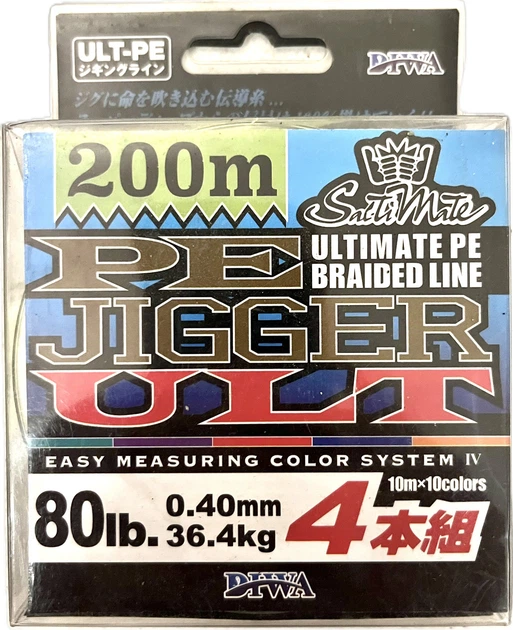 ULT-PE
ジギングライン
DIWA
ジグに命を吹き込む伝導糸...
200m
SaltiMate
PE
ULTIMATE PE
BRAIDED LINE
JIGGER
ULT
EASY MEASURING COLOR SYSTEM IV
10m×10colors
80lb.
0.40mm
36.4kg
4本組
DIWA